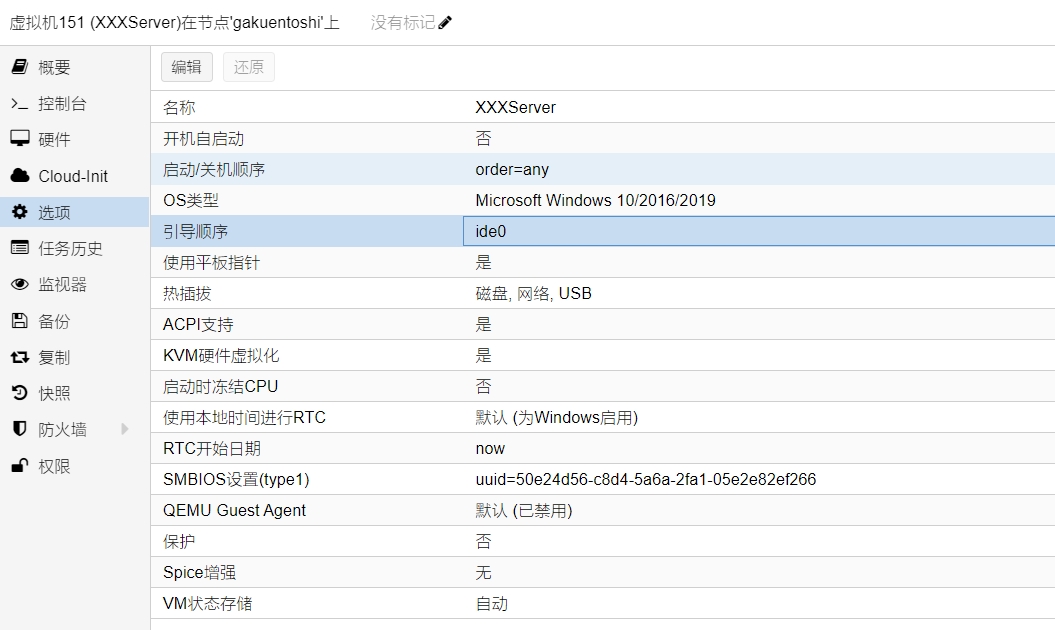 虚拟机151 (XXXServer)在节点'gakuentoshi'上 没有标记
概要
控制台
硬件
Cloud-Init
选项
任务历史
监视器
备份
复制
快照
防火墙
权限
编辑 还原
名称 XXXServer
开机自启动 否
启动/关机顺序 order=any
OS类型 Microsoft Windows 10/2016/2019
引导顺序 ide0
使用平板指针 是
热插拔 磁盘, 网络, USB
ACPI支持 是
KVM硬件虚拟化 是
启动时冻结CPU 否
使用本地时间进行RTC 默认 (为Windows启用)
RTC开始日期 now
SMBIOS设置(type1) uuid=50e24d56-c8d4-5a6a-2fa1-05e2e82ef266
QEMU Guest Agent 默认 (已禁用)
保护 否
Spice增强 无
VM状态存储 自动